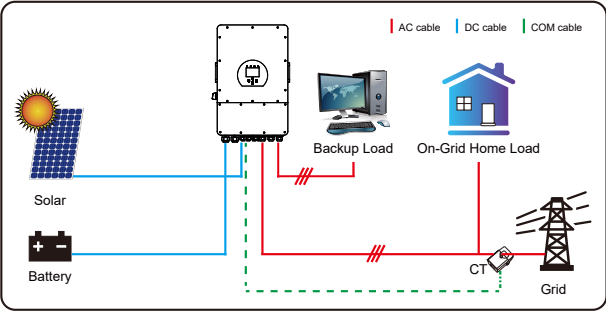 AC cable
DC cable
COM cable
Backup Load
On-Grid Home Load
Solar
Battery
CT
Grid